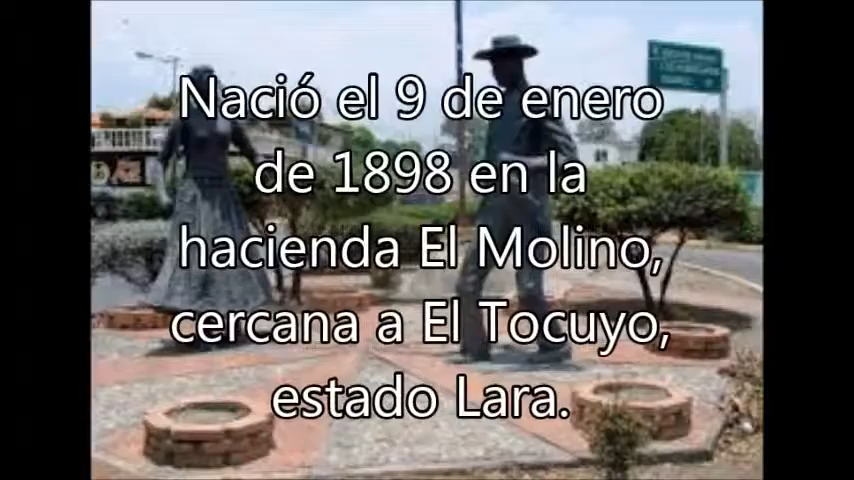 Nació el 9 de enero
de 1898 en la
hacienda El Molino,
cercana a El Tocuyo,
estado Lara.